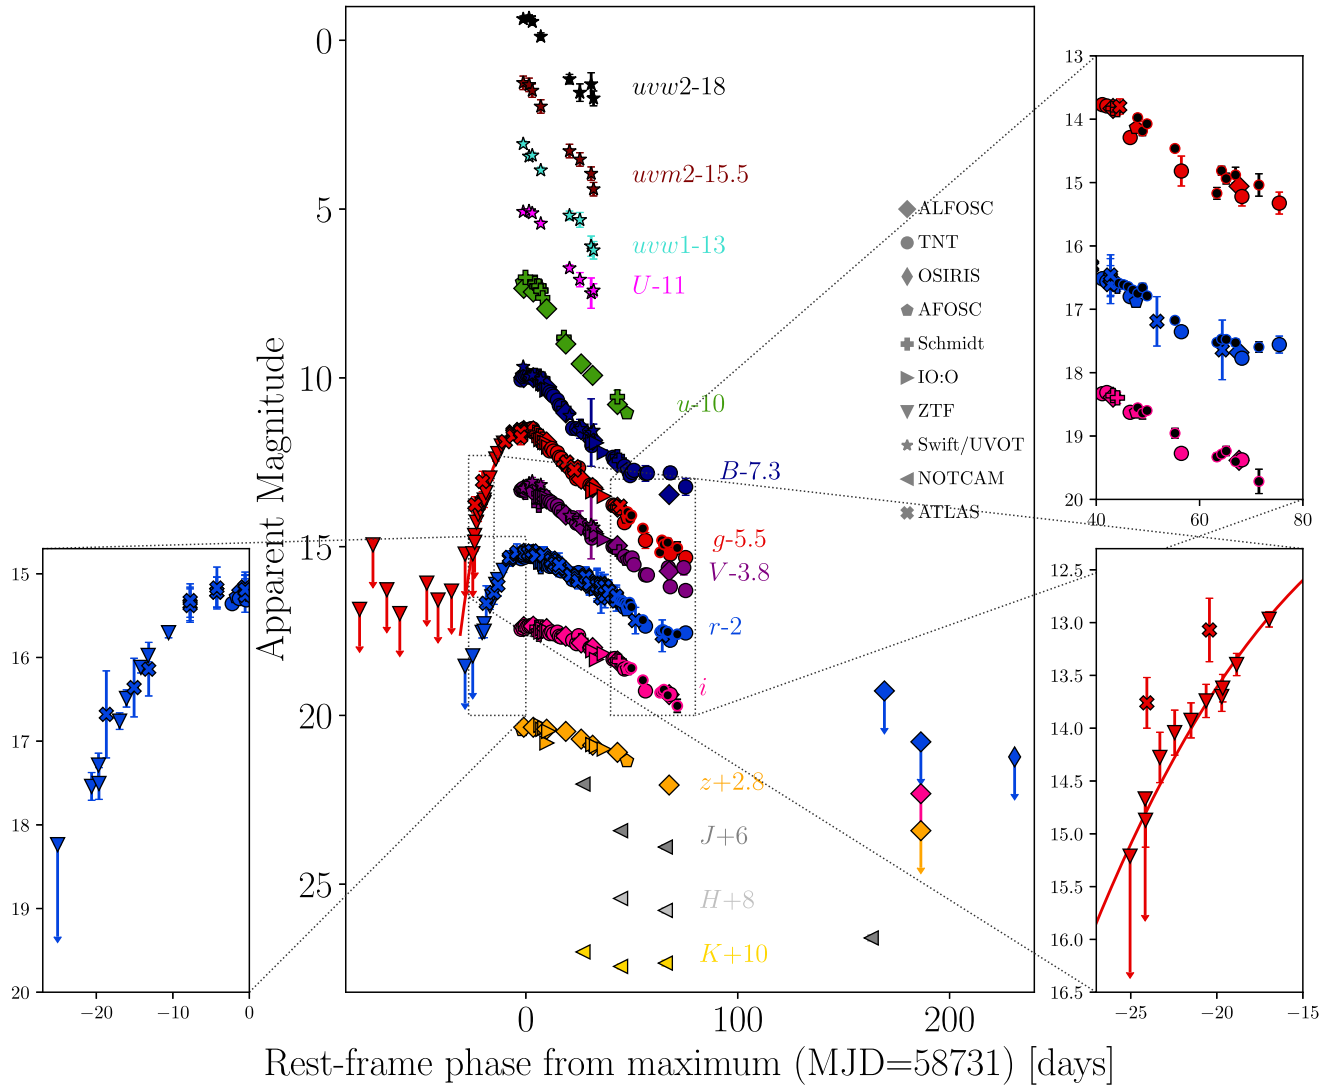 0
5
10
15
20
25
0
100
200
Apparent Magnitude
Rest-frame phase from maximum (MJD=58731) [days]
uvw2-18
uvm2-15.5
uvw1-13
U-11
u-10
B-7.3
g-5.5
V-3.8
r-2
i
z+2.8
J+6
H+8
K+10
ALFOSC
TNT
OSIRIS
AFOSC
Schmidt
IO:O
ZTF
Swift/UVOT
NOTCAM
ATLAS
15
16
17
18
19
20
−20
−10
0
13
14
15
16
17
18
19
20
40
60
80
12.5
13.0
13.5
14.0
14.5
15.0
15.5
16.0
16.5
−25
−20
−15